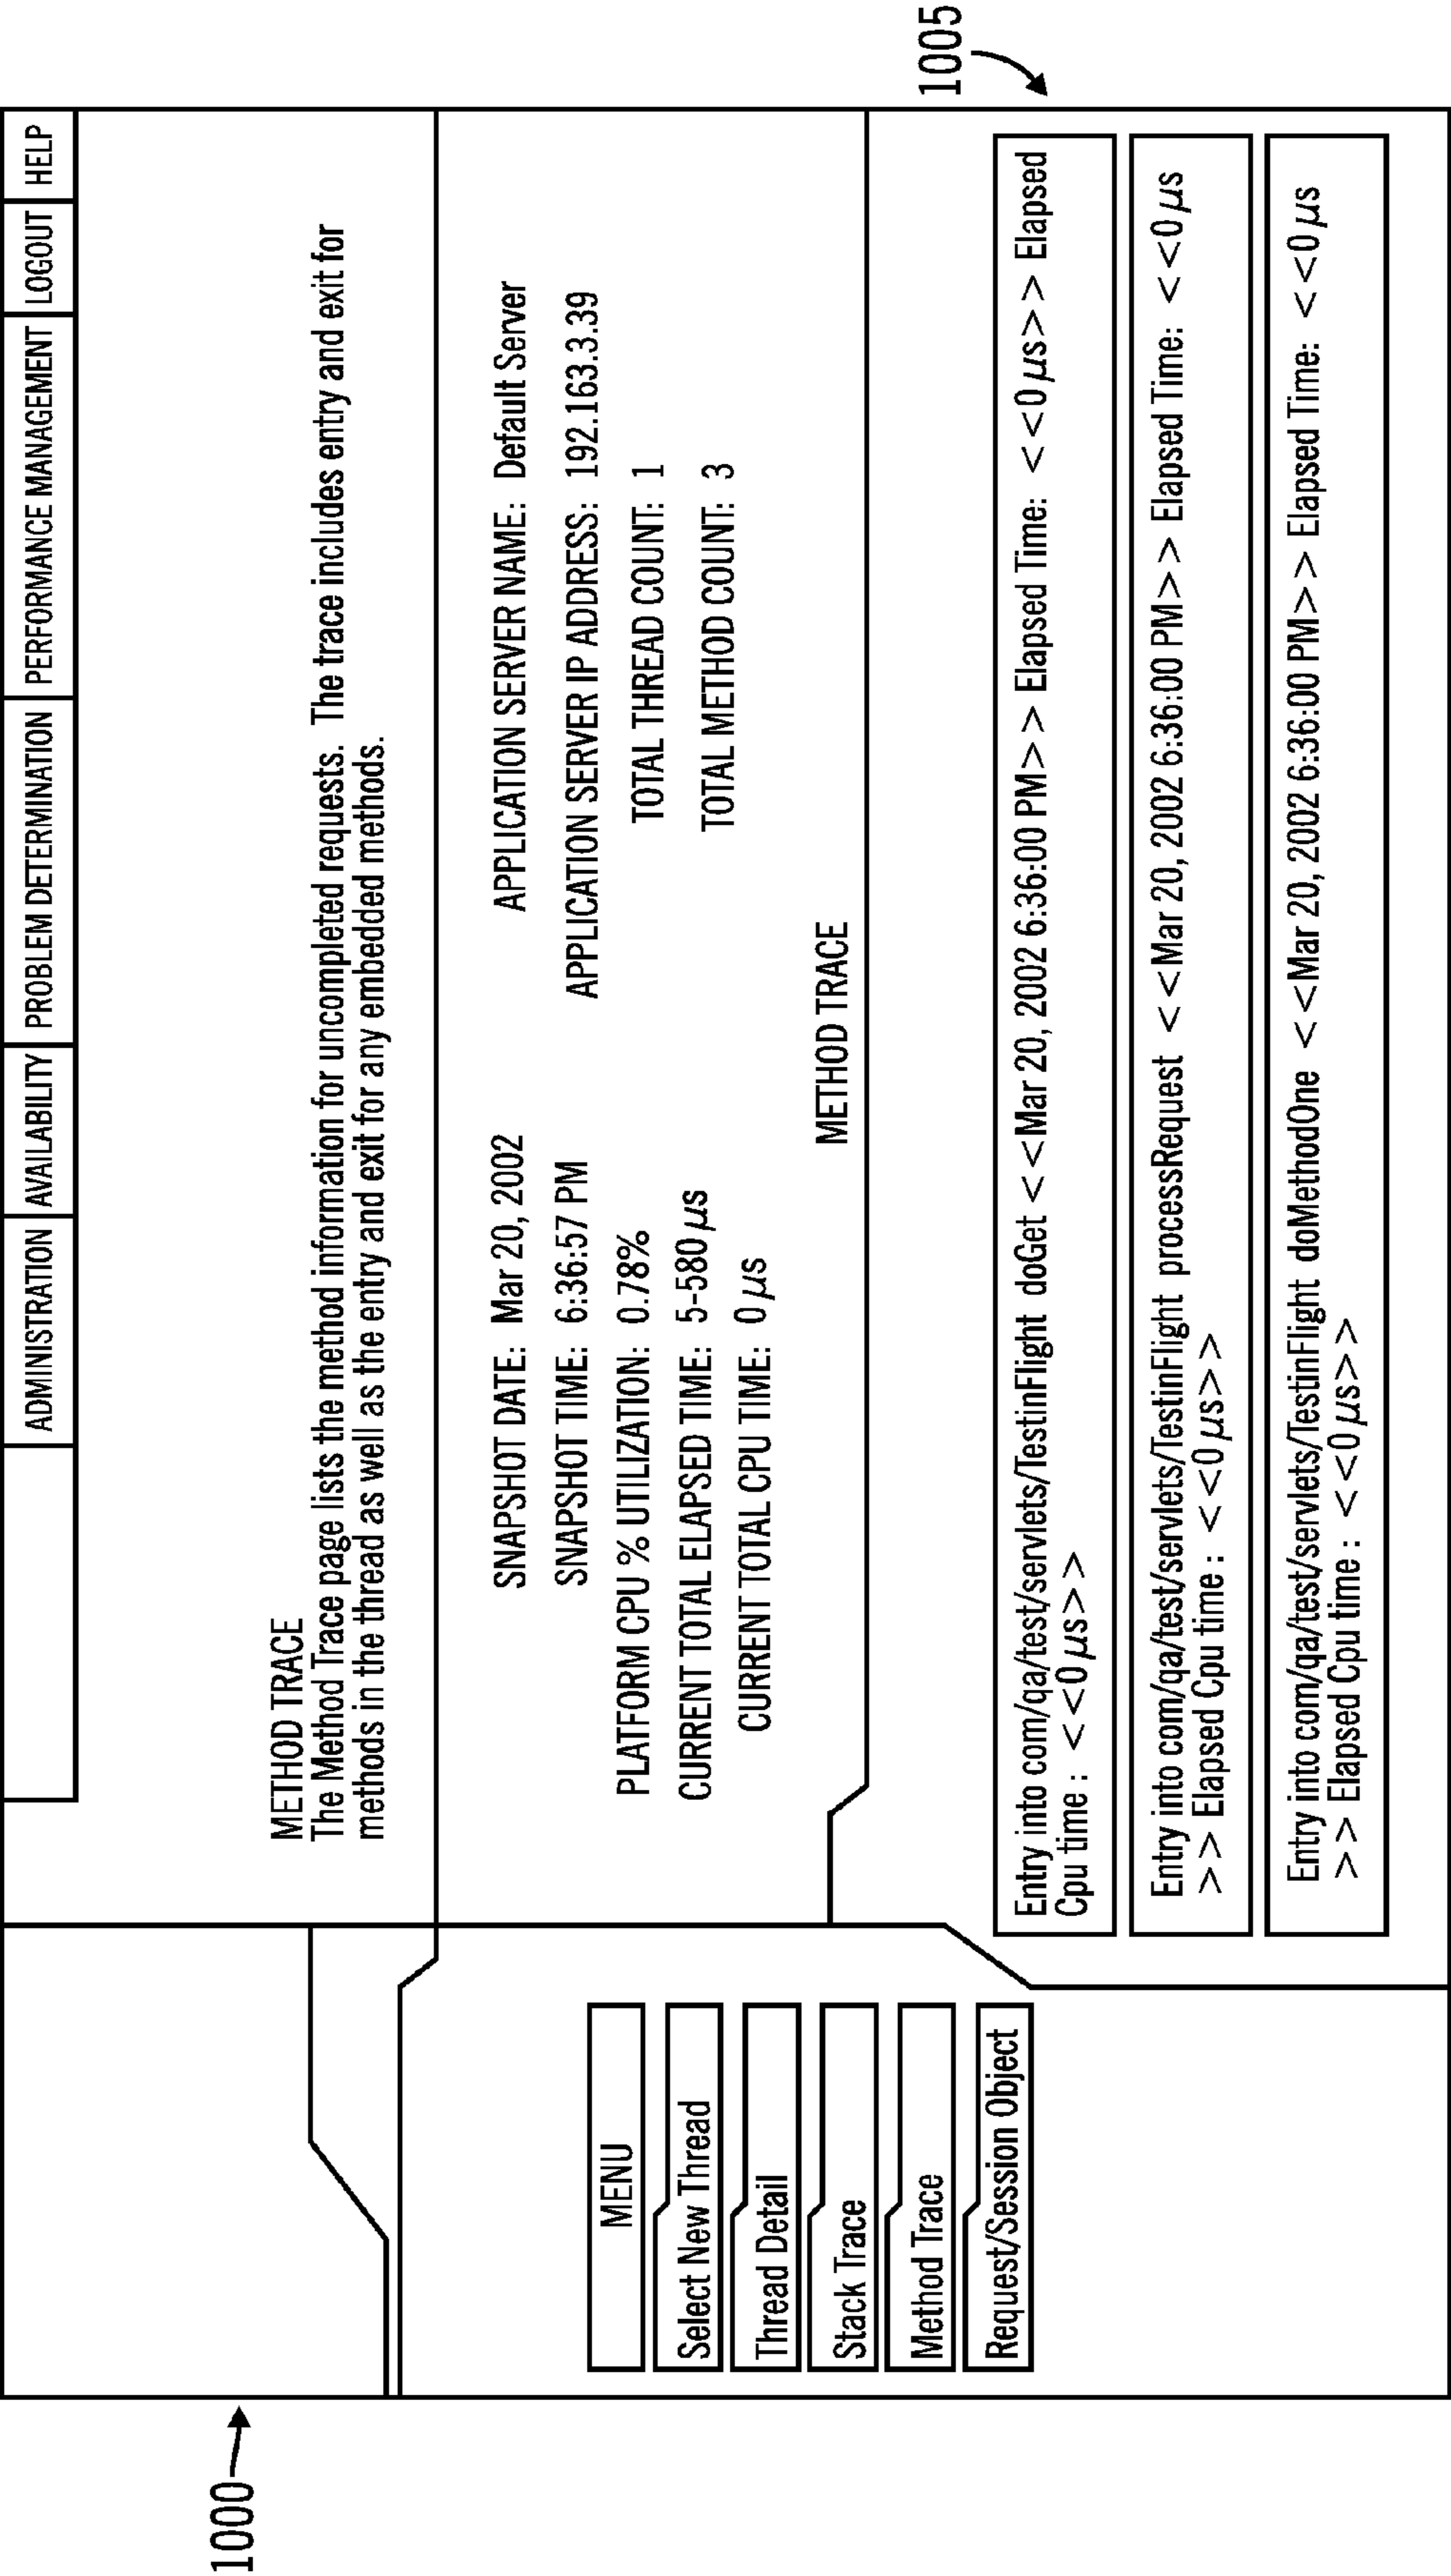 1000
ADMINISTRATION AVAILABILITY PROBLEM DETERMINATION PERFORMANCE MANAGEMENT LOGOUT HELP
METHOD TRACE
The Method Trace page lists the method information for uncompleted requests. The trace includes entry and exit for
methods in the thread as well as the entry and exit for any embedded methods.
SNAPSHOT DATE: Mar 20, 2002 APPLICATION SERVER NAME: Default Server
SNAPSHOT TIME: 6:36:57 PM APPLICATION SERVER IP ADDRESS: 192.163.3.39
PLATFORM CPU % UTILIZATION: 0.78% TOTAL THREAD COUNT: 1
CURRENT TOTAL ELAPSED TIME: 5-580 µs TOTAL METHOD COUNT: 3
CURRENT TOTAL CPU TIME: 0 µs
METHOD TRACE
MENU
Select New Thread
Thread Detail
Stack Trace
Method Trace
Request/Session Object
1005
Entry into com/qa/test/servlets/TestinFlight doGet <<Mar 20, 2002 6:36:00 PM>> Elapsed Time: <<0 µs>> Elapsed
Cpu time : <<0 µs>>
Entry into com/qa/test/servlets/TestinFlight processRequest <<Mar 20, 2002 6:36:00 PM>> Elapsed Time: <<0 µs
>> Elapsed Cpu time : <<0 µs>>
Entry into com/qa/test/servlets/TestinFlight doMethodOne <<Mar 20, 2002 6:36:00 PM>> Elapsed Time: <<0 µs
>> Elapsed Cpu time : <<0 µs>>